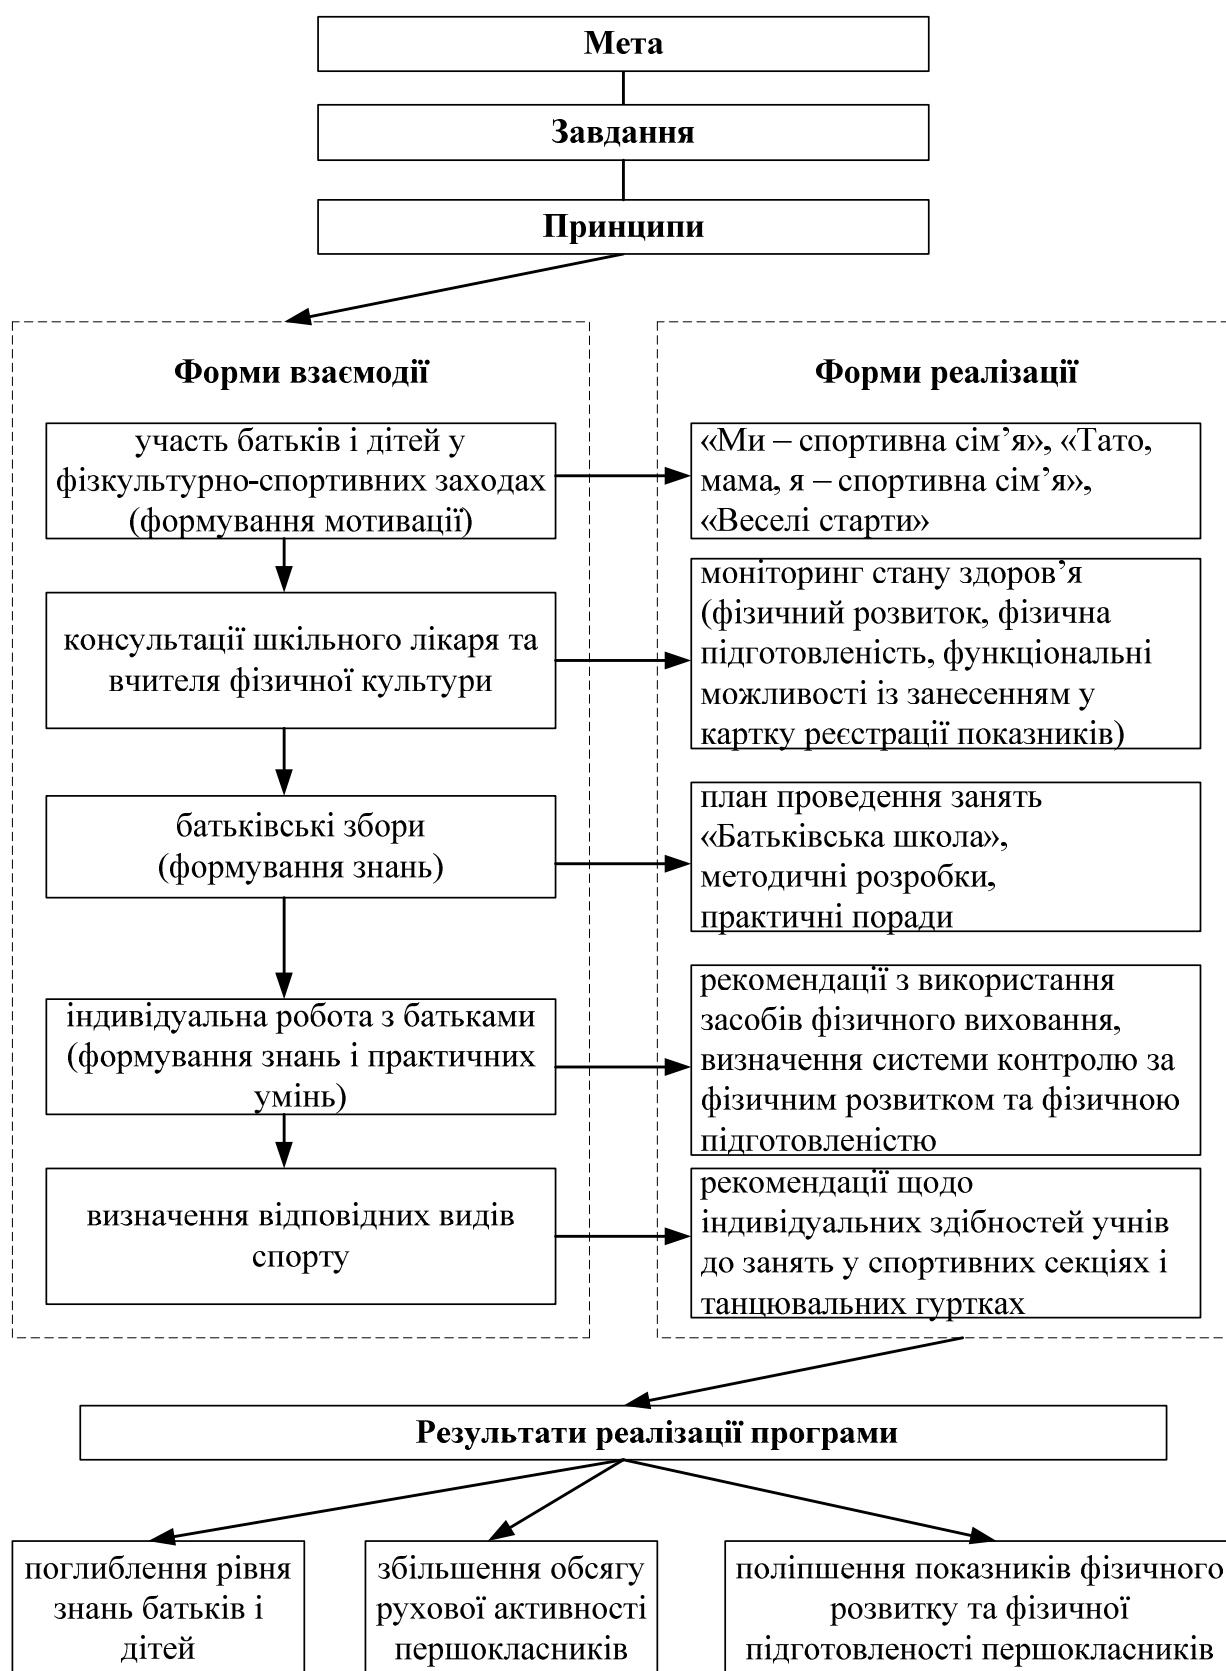 Мета
Завдання
Принципи
Форми взаємодії
участь батьків і дітей у
фізкультурно-спортивних заходах
(формування мотивації)
консультації шкільного лікаря та
вчителя фізичної культури
батьківські збори
(формування знань)
індивідуальна робота з батьками
(формування знань і практичних
умінь)
визначення відповідних видів
спорту
Форми реалізації
«Ми – спортивна сім’я», «Тато,
мама, я – спортивна сім’я»,
«Веселі старти»
моніторинг стану здоров’я
(фізичний розвиток, фізична
підготовленість, функціональні
можливості із занесенням у
картку реєстрації показників)
план проведення занять
«Батьківська школа»,
методичні розробки,
практичні поради
рекомендації з використання
засобів фізичного виховання,
визначення системи контролю за
фізичним розвитком та фізичною
підготовленістю
рекомендації щодо
індивідуальних здібностей учнів
до занять у спортивних секціях і
танцювальних гуртках
Результати реалізації програми
поглиблення рівня
знань батьків і
дітей
збільшення обсягу
рухової активності
першокласників
поліпшення показників фізичного
розвитку та фізичної
підготовленості першокласників